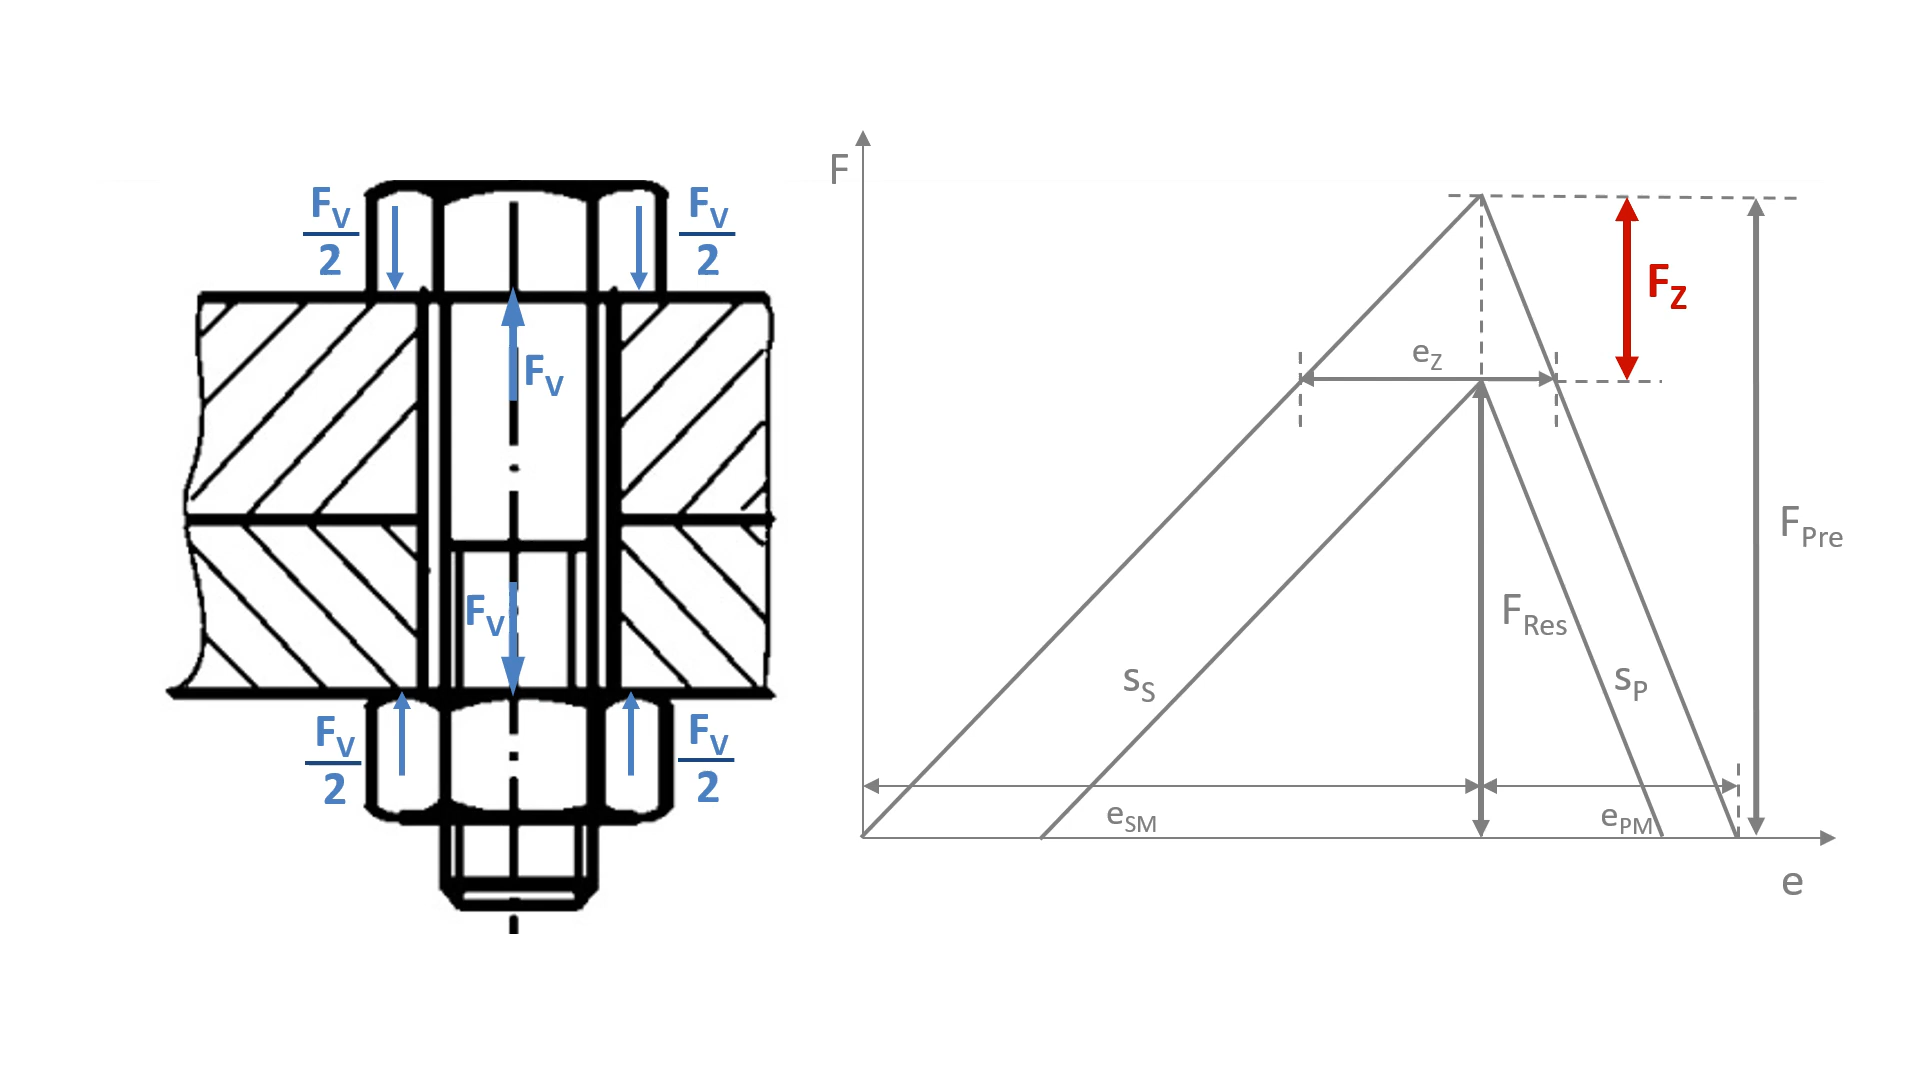 F_V/2
F_V/2
F_V
F_V
F_V/2
F_V/2
F
F_Z
e_Z
F_Pre
F_Res
s_S
s_P
e_SM
e_PM
e